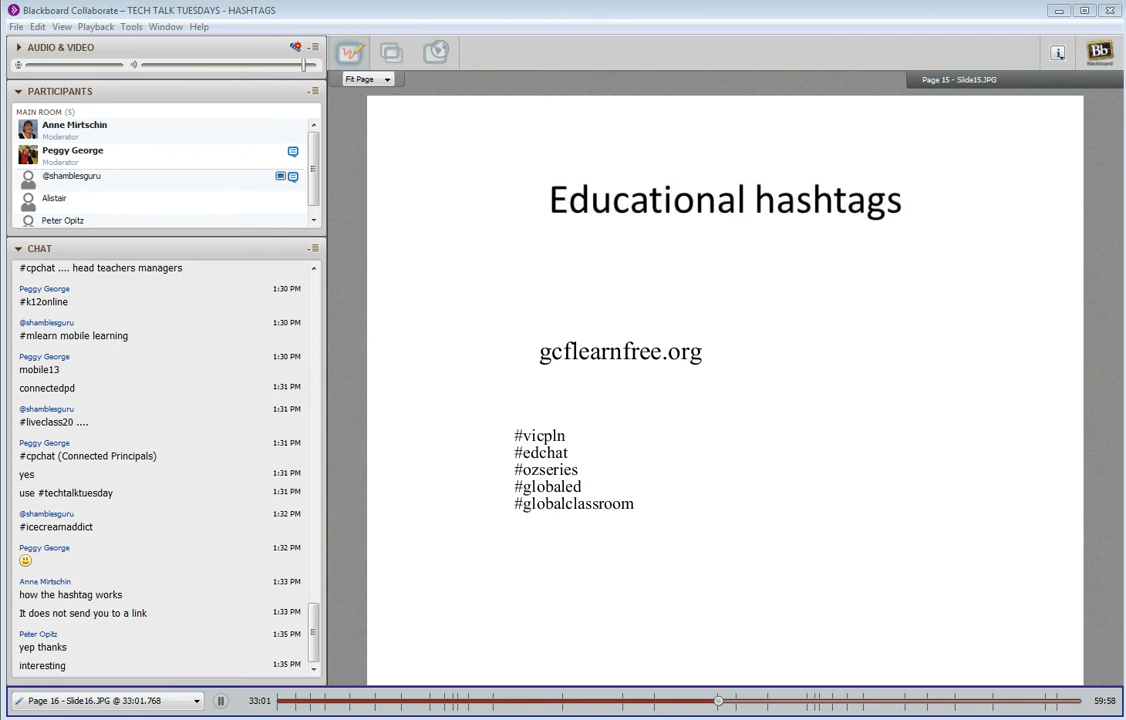 Blackboard Collaborate – TECH TALK TUESDAYS - HASHTAGS
File Edit View Playback Tools Window Help
AUDIO & VIDEO
Fit Page
Page 15 - Slide15.JPG
Bb
Blackboard
PARTICIPANTS
MAIN ROOM (5)
Anne Mirtschin
Moderator
Peggy George
Moderator
@shamblesguru
Alistair
Peter Opitz
CHAT
#cpchat .... head teachers managers
Peggy George 1:30 PM
#k12online
@shamblesguru 1:30 PM
#mlearn mobile learning
Peggy George 1:30 PM
mobile13
connectedpd 1:31 PM
@shamblesguru 1:31 PM
#liveclass20 ....
Peggy George 1:31 PM
#cpchat (Connected Principals)
yes 1:31 PM
use #techtalktuesday 1:31 PM
@shamblesguru 1:32 PM
#icecreamaddict
Peggy George 1:32 PM
Anne Mirtschin 1:33 PM
how the hashtag works
It does not send you to a link 1:33 PM
Peter Opitz 1:35 PM
yep thanks
interesting 1:35 PM
Educational hashtags
gcflearnfree.org
#vicpln
#edchat
#ozseries
#globaled
#globalclassroom
Page 16 - Slide16.JPG @ 33:01.768
33:01
59:58